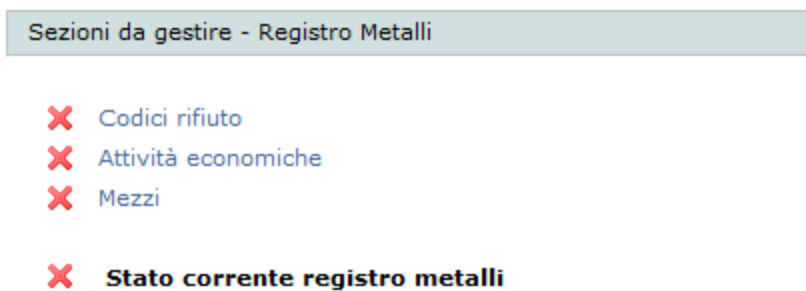 Sezioni da gestire - Registro Metalli
Codici rifiuto
Attività economiche
Mezzi
Stato corrente registro metalli